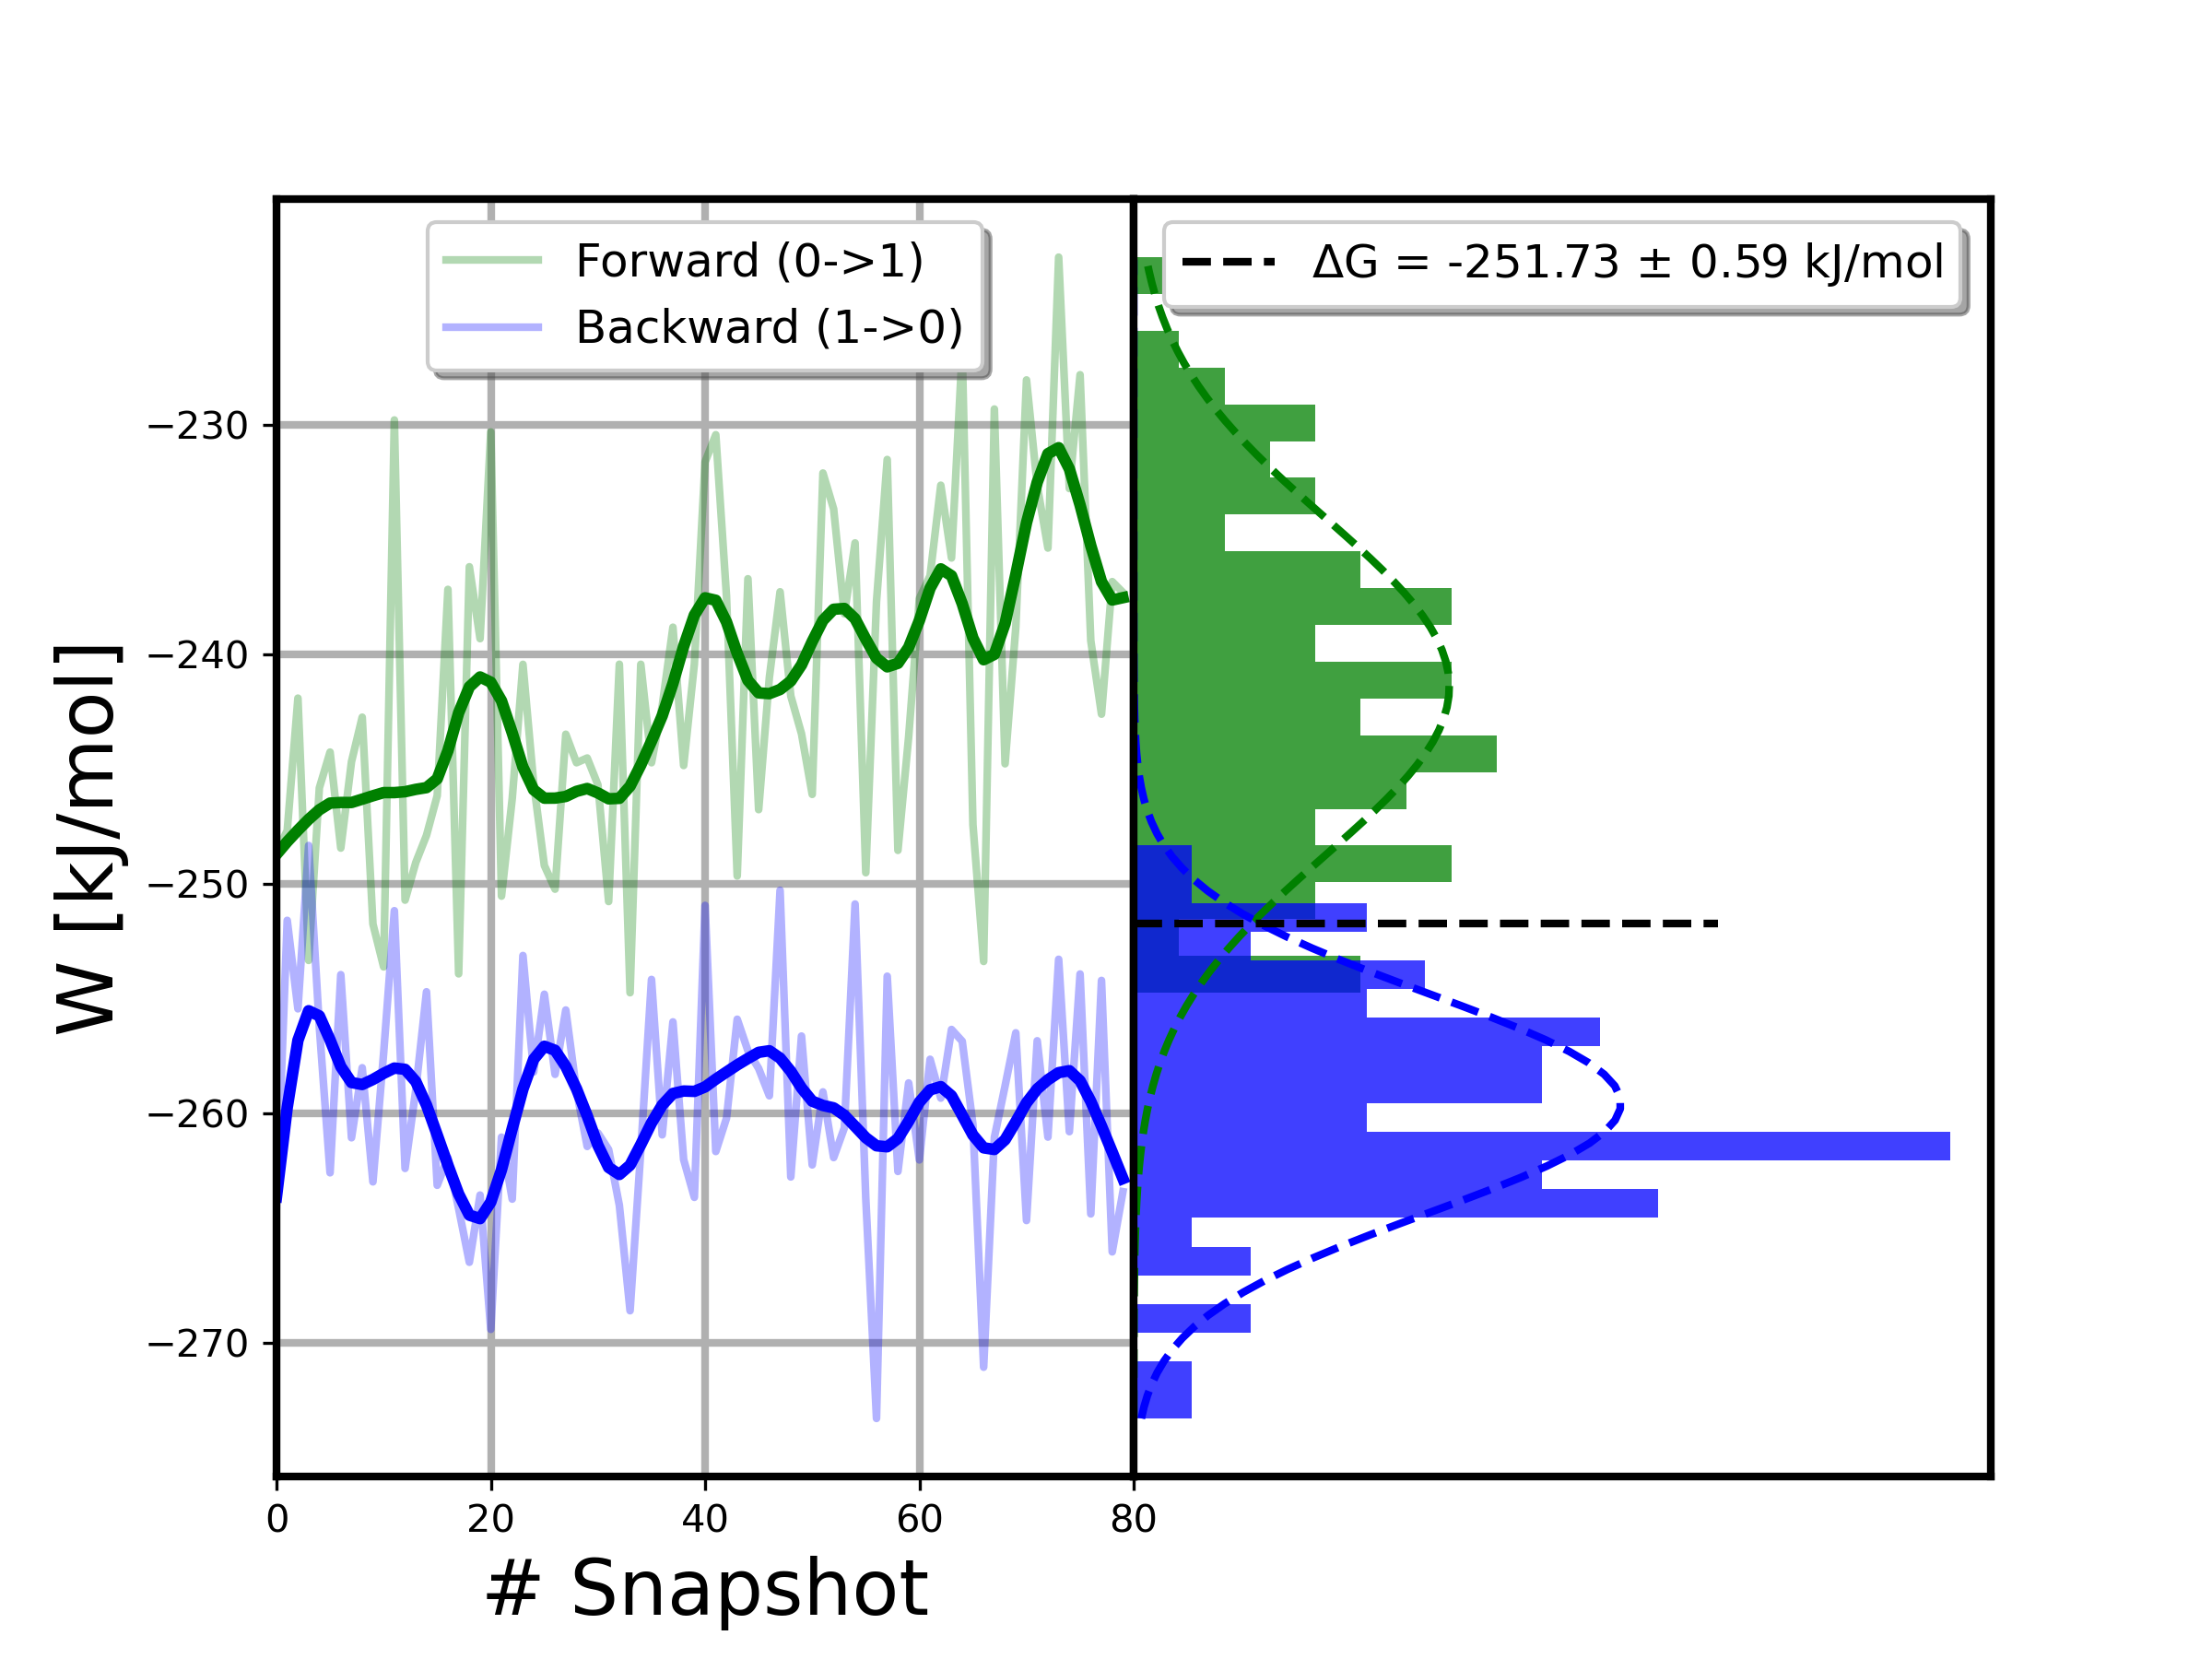 Forward (0->1)
Backward (1->0)
ΔG = -251.73 ± 0.59 kJ/mol
W [kJ/mol]
−230
−240
−250
−260
−270
0 20 40 60 80
# Snapshot